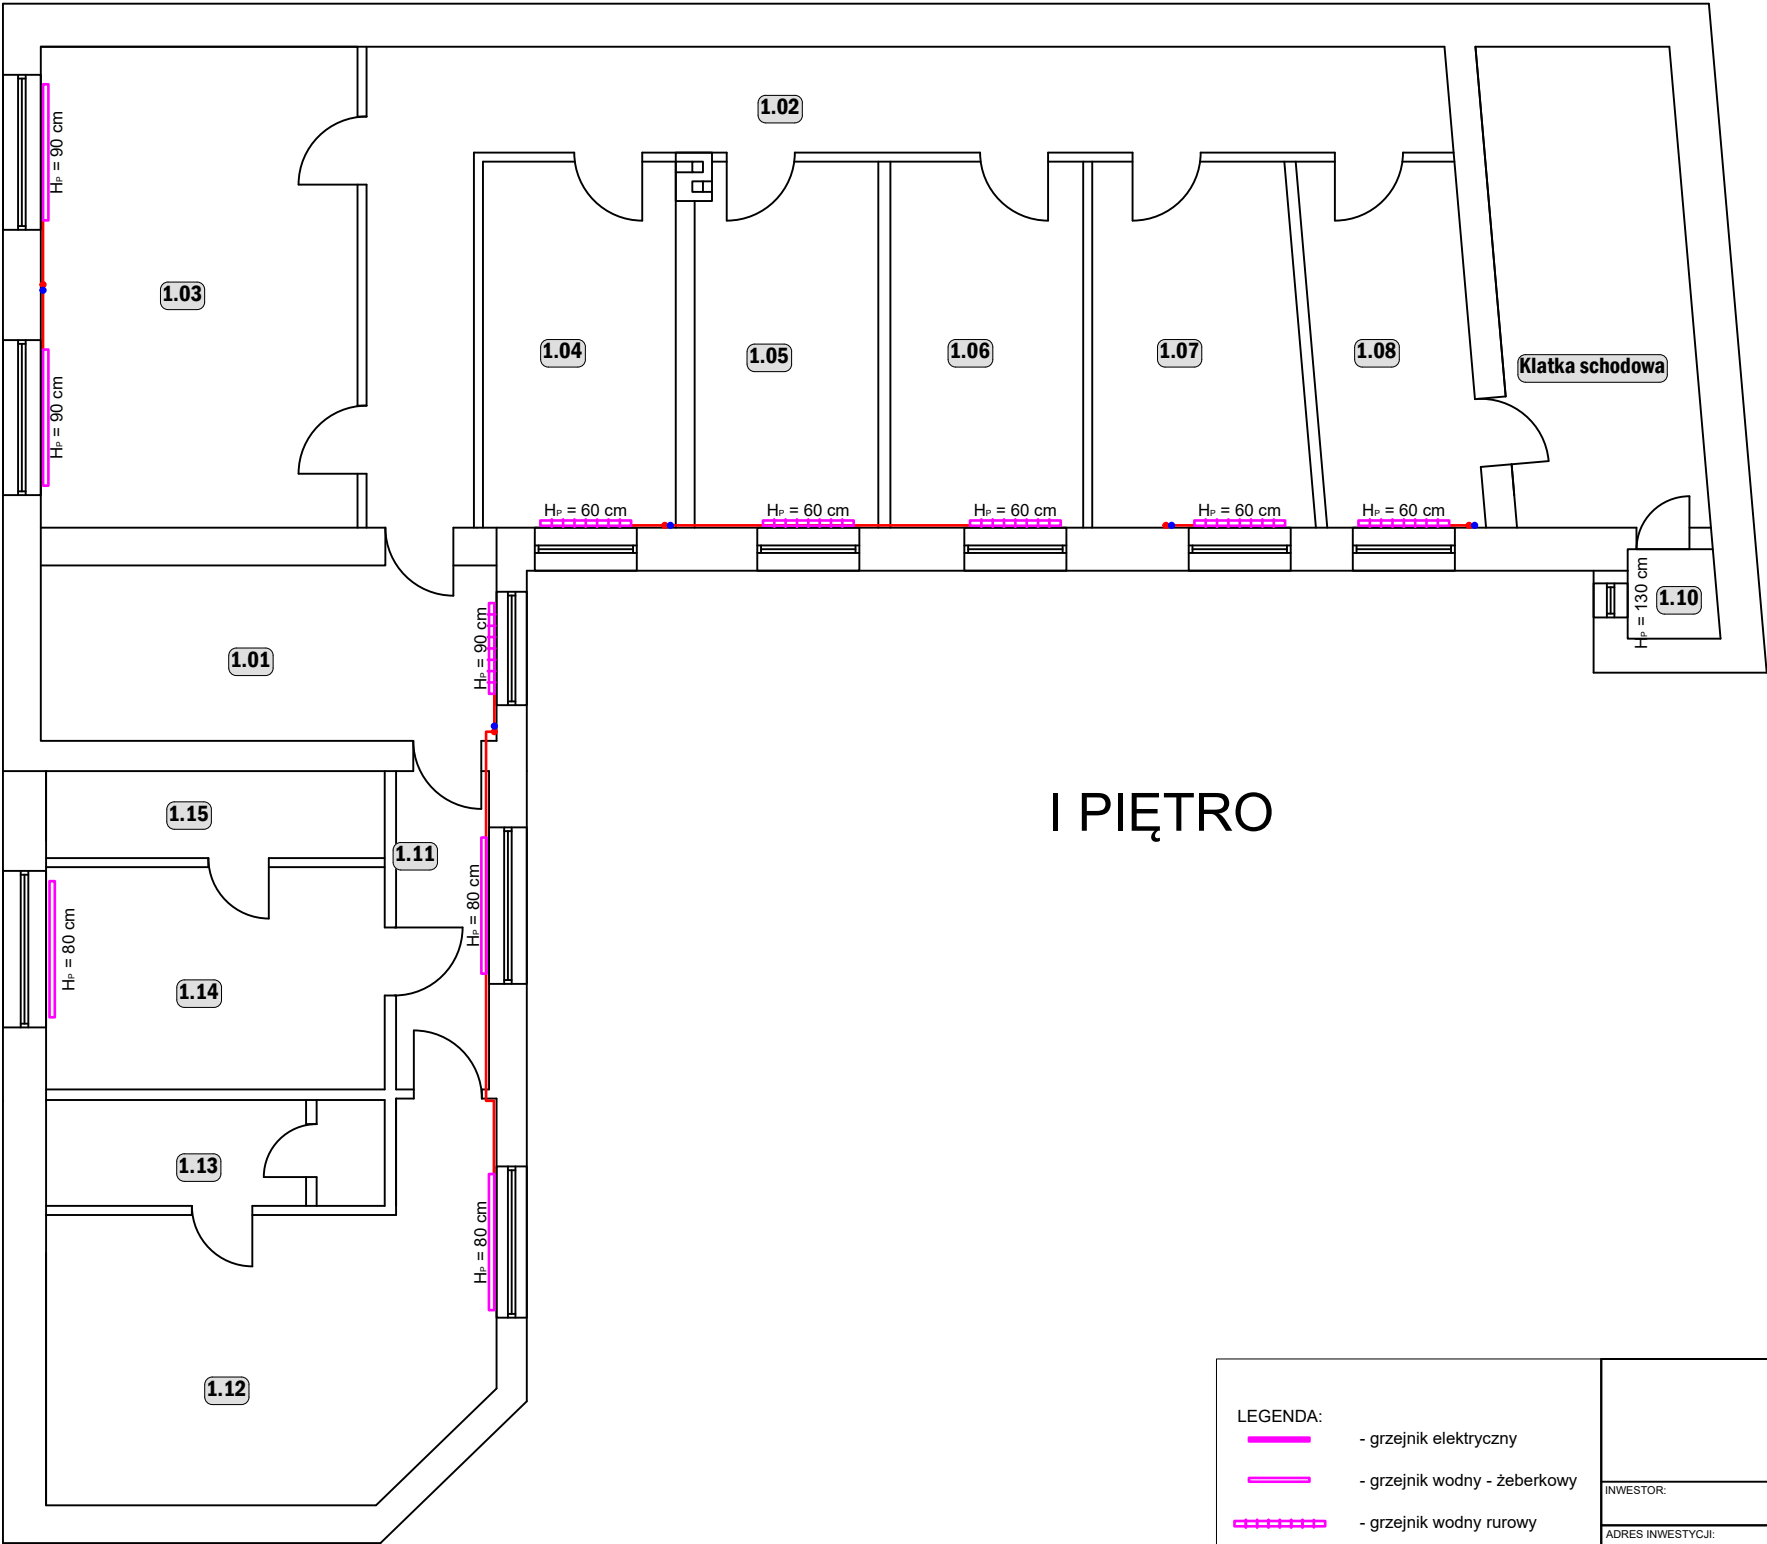 1.02
Hₚ = 90 cm
1.03
1.04
1.05
1.06
1.07
1.08
Klatka schodowa
Hₚ = 90 cm
Hₚ = 60 cm
Hₚ = 60 cm
Hₚ = 60 cm
Hₚ = 60 cm
Hₚ = 60 cm
Hₚ = 130 cm
1.10
1.01
Hₚ = 90 cm
I PIĘTRO
1.15
1.11
Hₚ = 80 cm
Hₚ = 80 cm
1.14
1.13
Hₚ = 80 cm
1.12
LEGENDA:
- grzejnik elektryczny
- grzejnik wodny - żeberkowy
- grzejnik wodny rurowy
INWESTOR:
ADRES INWESTYCJI: